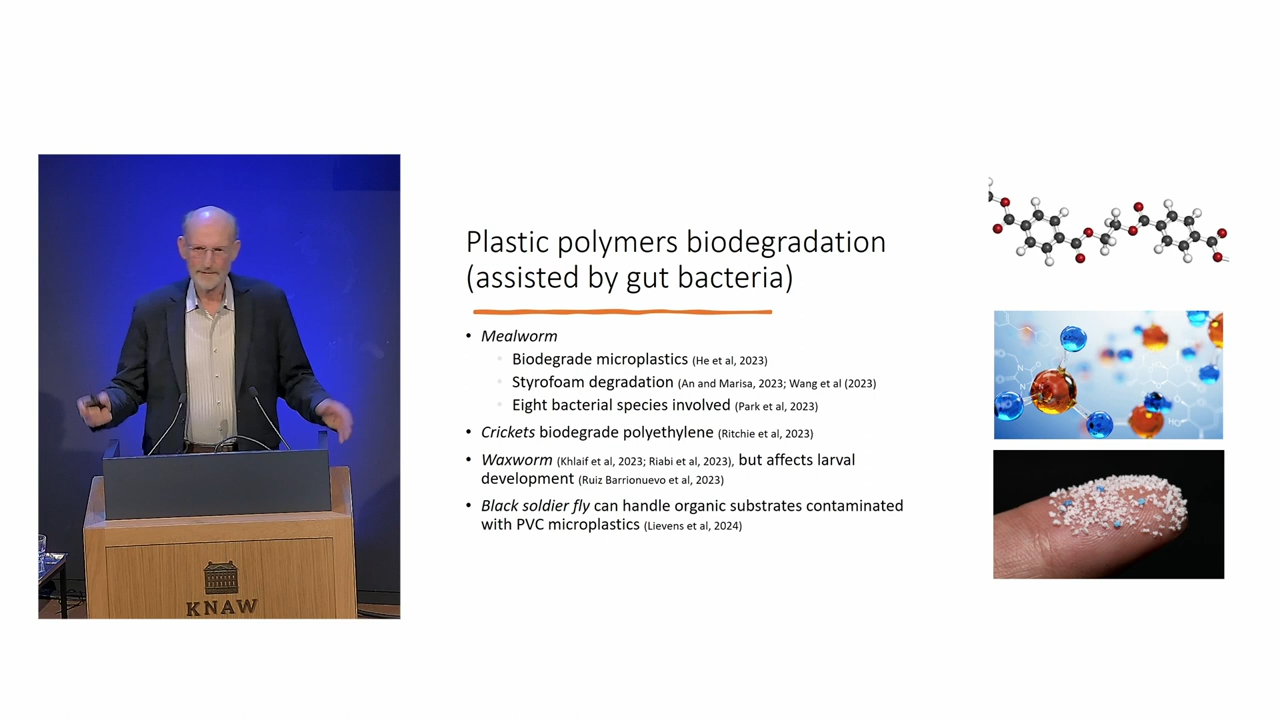 Plastic polymers biodegradation
(assisted by gut bacteria)
• Mealworm
Biodegrade microplastics (He et al, 2023)
Styrofoam degradation (An and Marisa, 2023; Wang et al (2023)
Eight bacterial species involved (Park et al, 2023)
• Crickets biodegrade polyethylene (Ritchie et al, 2023)
• Waxworm (Khlaif et al, 2023; Riabi et al, 2023), but affects larval
development (Ruiz Barrionuevo et al, 2023)
• Black soldier fly can handle organic substrates contaminated
with PVC microplastics (Lievens et al, 2024)
KNAW